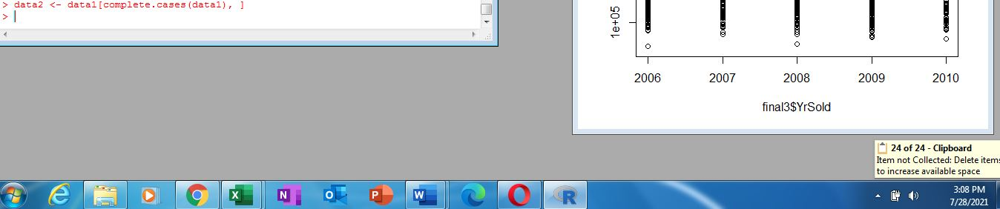 > data2 <- data1[complete.cases(data1), ]
>
1e+05
2006 2007 2008 2009 2010
final3$YrSold
24 of 24 - Clipboard
Item not Collected: Delete items
to increase available space
3:08 PM
7/28/2021